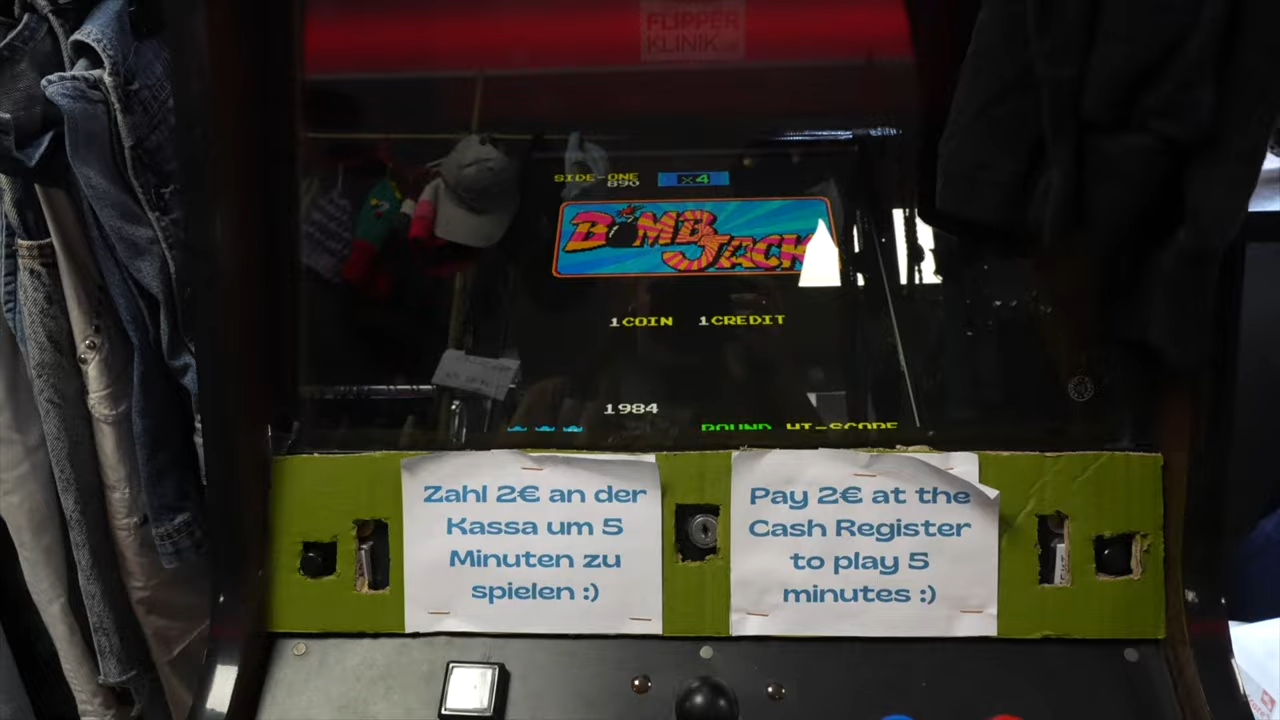 FLIPPER
KLINIK
SIDE-ONE
890
x4
BOMB
JACK
1COIN 1CREDIT
1984
ROUND HI-SCORE
Zahl 2€ an der
Kassa um 5
Minuten zu
spielen :)
Pay 2€ at the
Cash Register
to play 5
minutes :)